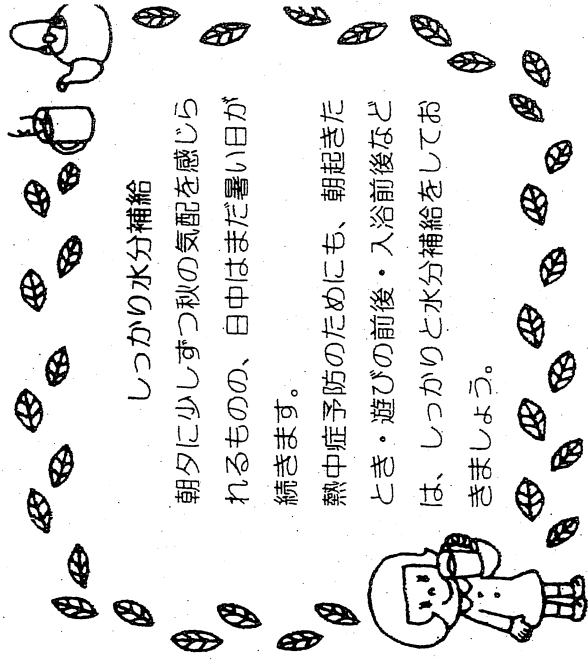 しっかり水分補給
朝夕に少しずつ秋の気配を感じら
れるものの、日中はまだ暑い日が
続きます。
熱中症予防のためにも、朝起きた
とき・遊びの前後・入浴前後など
は、しっかりと水分補給をしてお
きましょう。